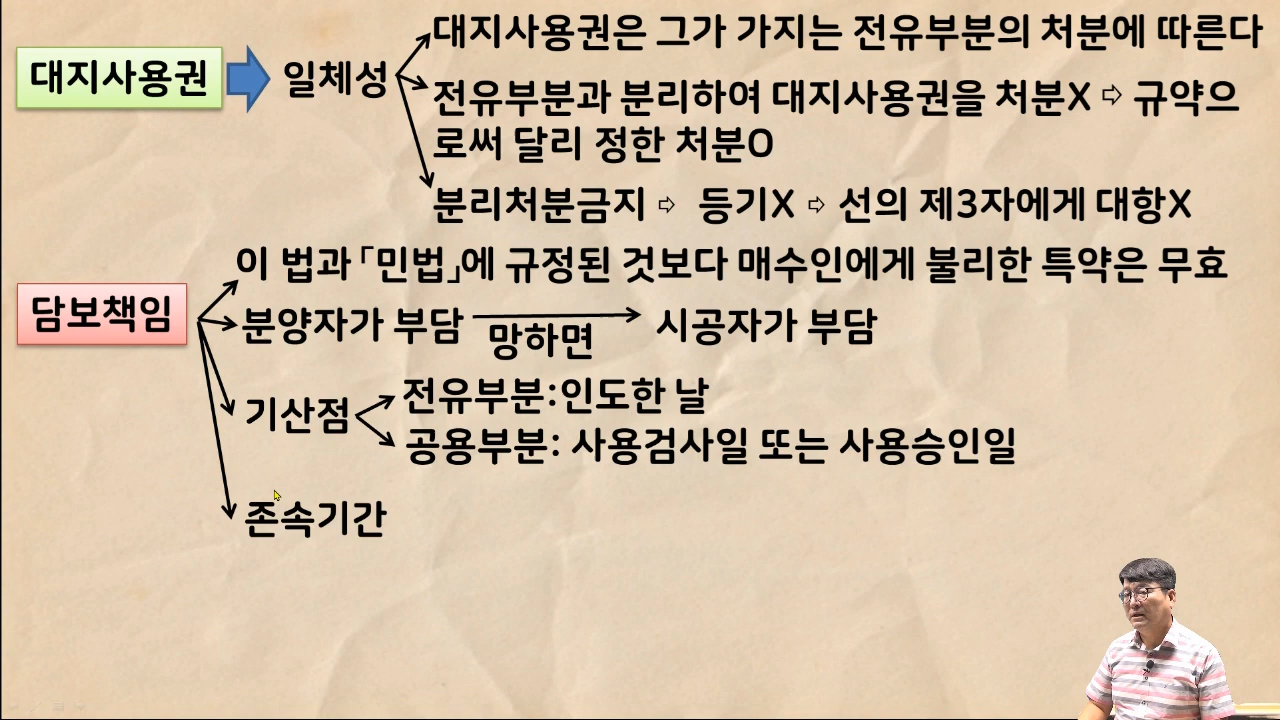 대지사용권 ➡ 일체성
대지사용권은 그가 가지는 전유부분의 처분에 따른다
전유부분과 분리하여 대지사용권을 처분X ⇨ 규약으
로써 달리 정한 처분O
분리처분금지 ⇨ 등기X ⇨ 선의 제3자에게 대항X
담보책임
이 법과 「민법」에 규정된 것보다 매수인에게 불리한 특약은 무효
분양자가 부담 망하면 시공자가 부담
기산점
전유부분:인도한 날
공용부분: 사용검사일 또는 사용승인일
존속기간